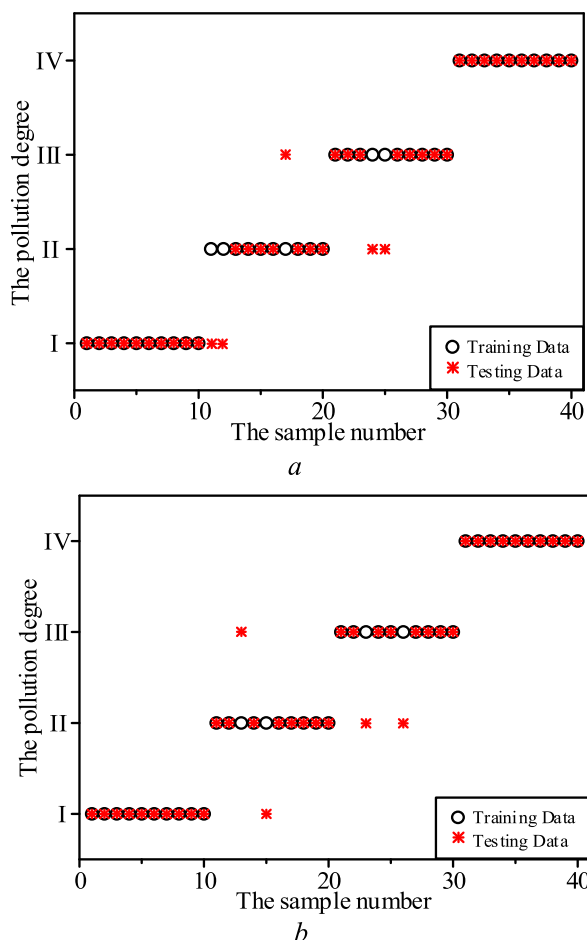 The pollution degree
IV
III
II
I
Training Data
Testing Data
0
10
20
30
40
The sample number
a
The pollution degree
IV
III
II
I
Training Data
Testing Data
0
10
20
30
40
The sample number
b